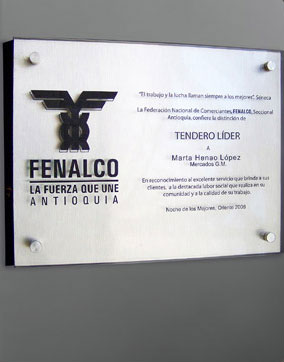 "El trabajo y la lucha llaman siempre a los mejores", Seneca
La Federación Nacional de Comerciantes, FENALCO, Seccional
Antioquia, confiere la distinción de
TENDERO LÍDER
A
Marta Henao López
Mercados G.M.
En reconocimiento al excelente servicio que brinda a sus
clientes, a la destacada labor social que realiza en su
comunidad y a la calidad de su trabajo.
Noche de los Mejores, Diferial 2008
FENALCO
LA FUERZA QUE UNE
ANTIOQUIA